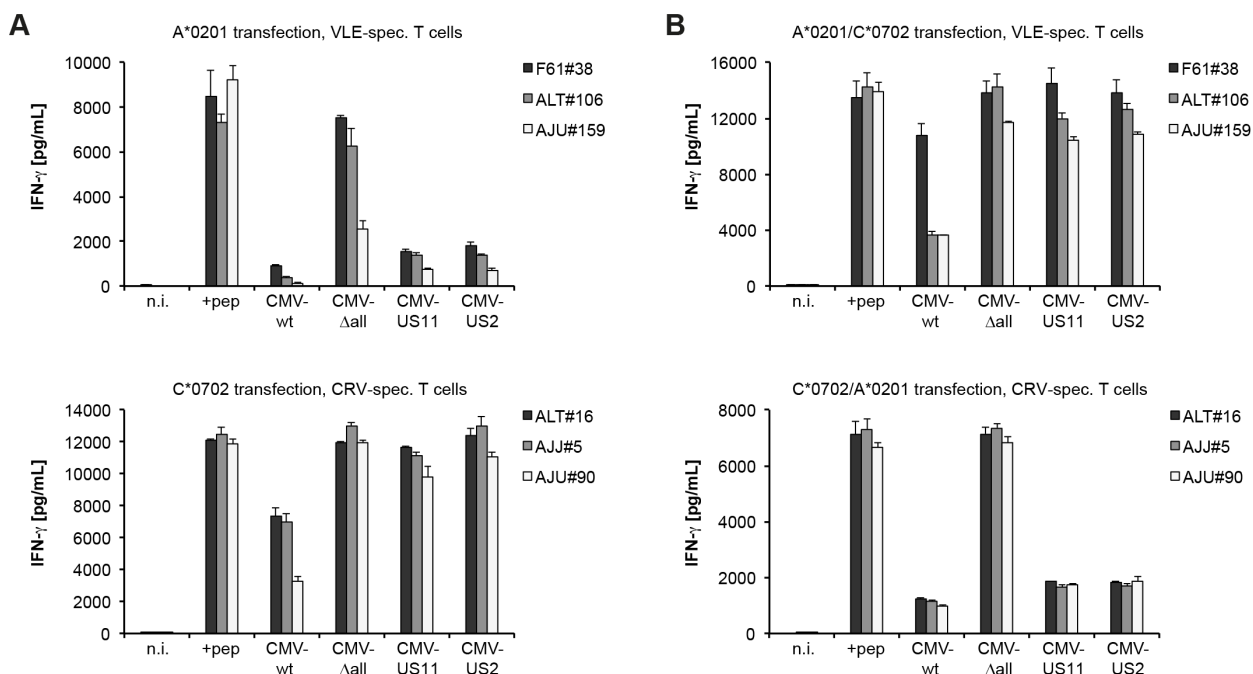 A
A*0201 transfection, VLE-spec. T cells
IFN-γ [pg/mL]
10000
8000
6000
4000
2000
0
n.i.
+pep
CMV-
wt
CMV-
Δall
CMV-
US11
CMV-
US2
F61#38
ALT#106
AJU#159
C*0702 transfection, CRV-spec. T cells
IFN-γ [pg/mL]
14000
12000
10000
8000
6000
4000
2000
0
n.i.
+pep
CMV-
wt
CMV-
Δall
CMV-
US11
CMV-
US2
ALT#16
AJJ#5
AJU#90
B
A*0201/C*0702 transfection, VLE-spec. T cells
IFN-γ [pg/mL]
16000
12000
8000
4000
0
n.i.
+pep
CMV-
wt
CMV-
Δall
CMV-
US11
CMV-
US2
F61#38
ALT#106
AJU#159
C*0702/A*0201 transfection, CRV-spec. T cells
IFN-γ [pg/mL]
8000
6000
4000
2000
0
n.i.
+pep
CMV-
wt
CMV-
Δall
CMV-
US11
CMV-
US2
ALT#16
AJJ#5
AJU#90